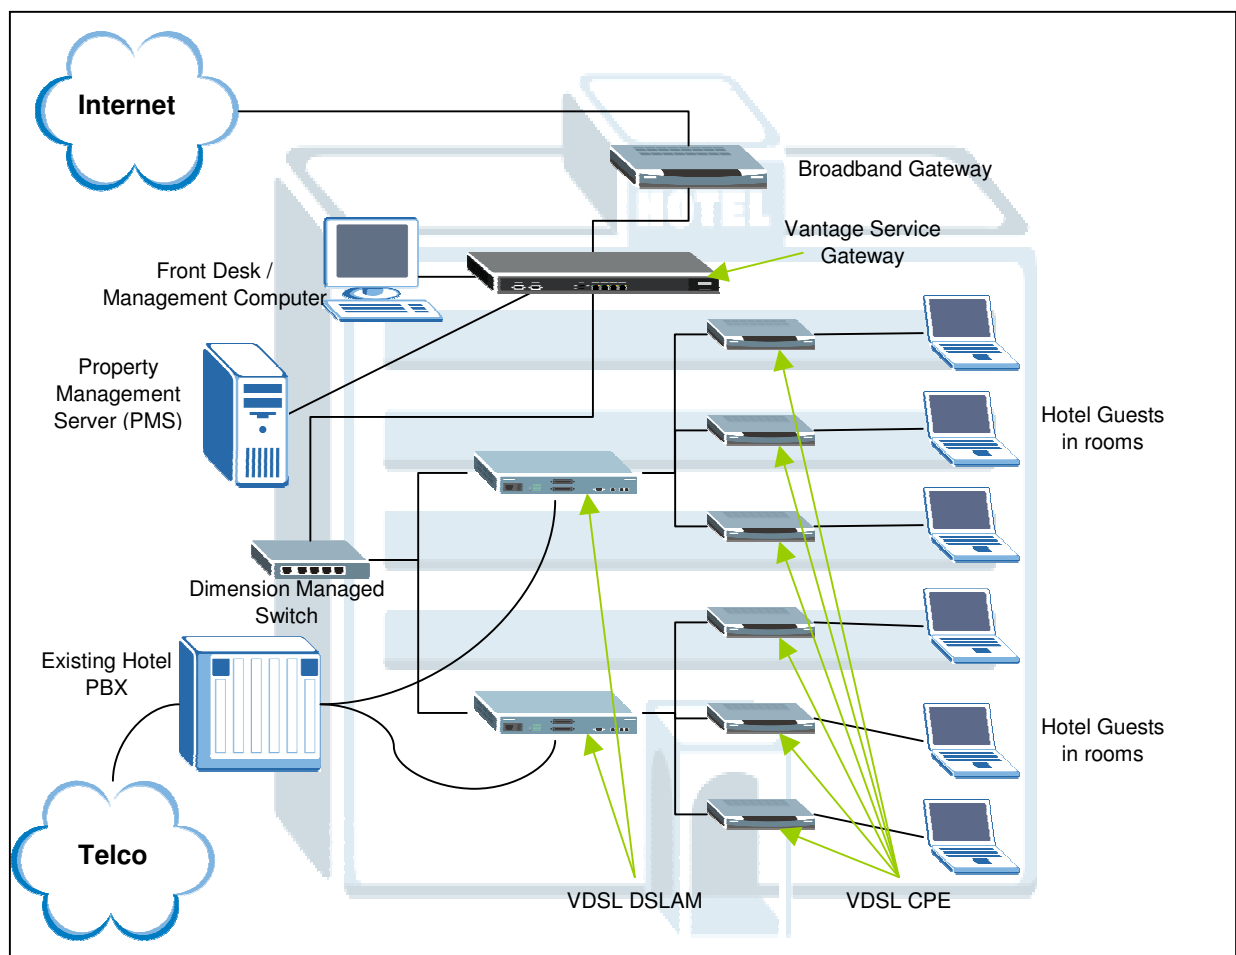 Internet
Broadband Gateway
HOTEL
Vantage Service
Gateway
Front Desk /
Management Computer
Property
Management
Server (PMS)
Hotel Guests
in rooms
Dimension Managed
Switch
Existing Hotel
PBX
Hotel Guests
in rooms
Telco
VDSL DSLAM
VDSL CPE